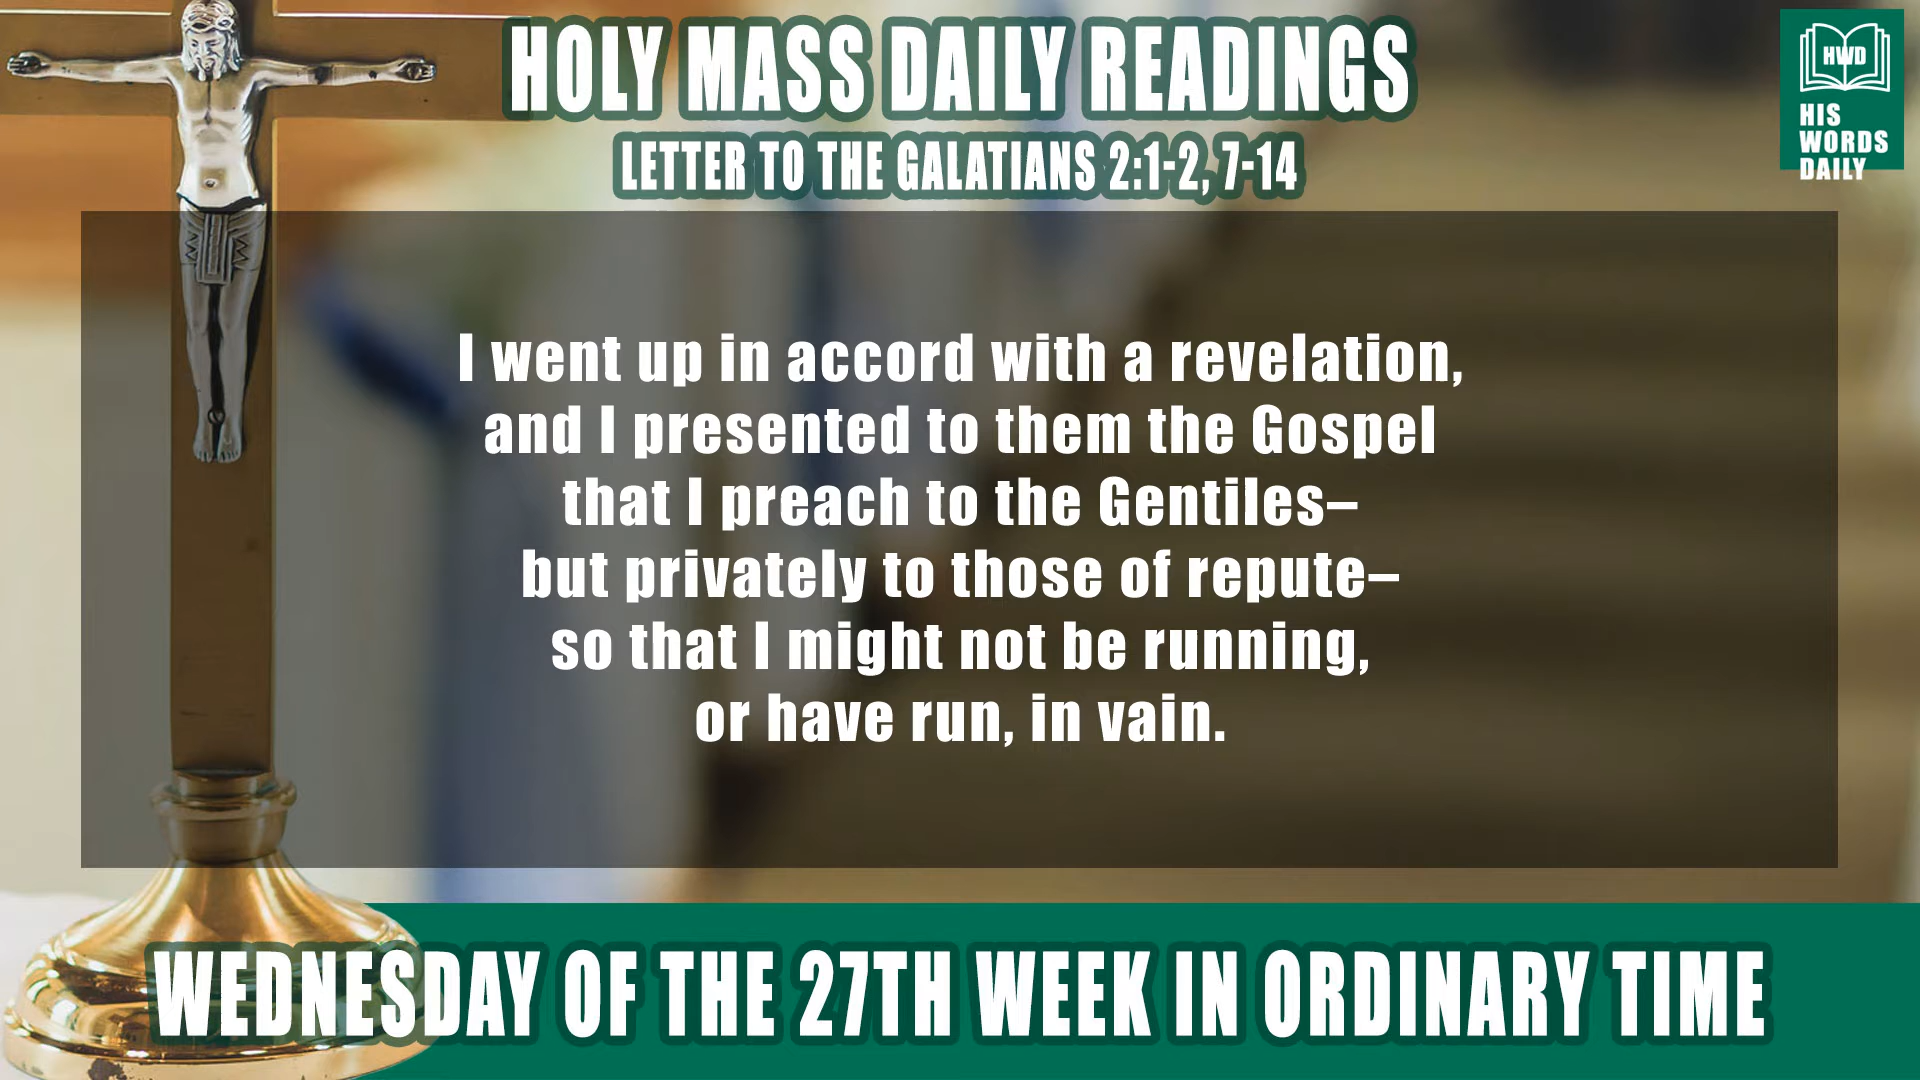 HOLY MASS DAILY READINGS
LETTER TO THE GALATIANS 2:1-2, 7-14
HWD
HIS
WORDS
DAILY
I went up in accord with a revelation,
and I presented to them the Gospel
that I preach to the Gentiles–
but privately to those of repute–
so that I might not be running,
or have run, in vain.
WEDNESDAY OF THE 27TH WEEK IN ORDINARY TIME